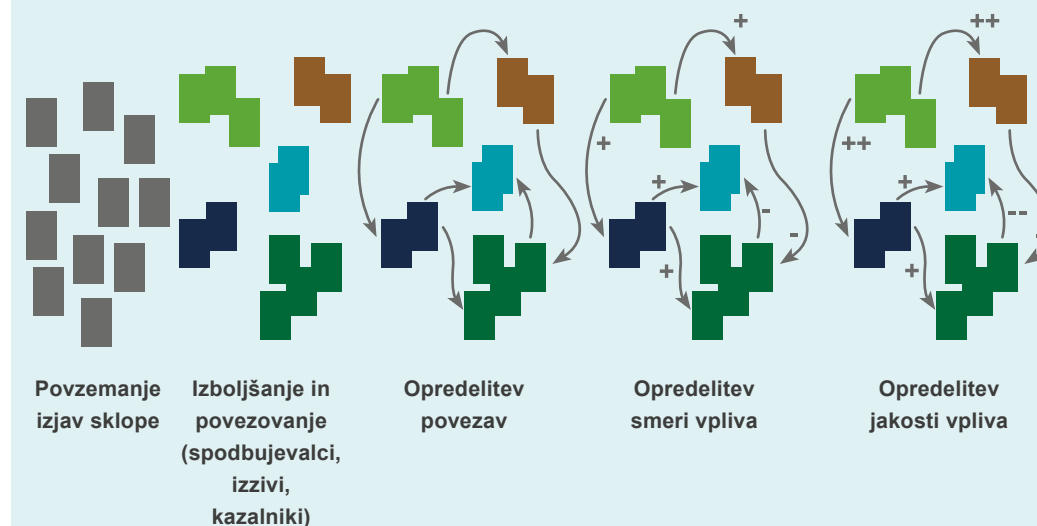 +
++
+
++
+
+
-
--
-
-
+
+
Povzemanje
izjav sklope
Izboljšanje in
povezovanje
(spodbujevalci,
izzivi,
kazalniki)
Opredelitev
povezav
Opredelitev
smeri vpliva
Opredelitev
jakosti vpliva